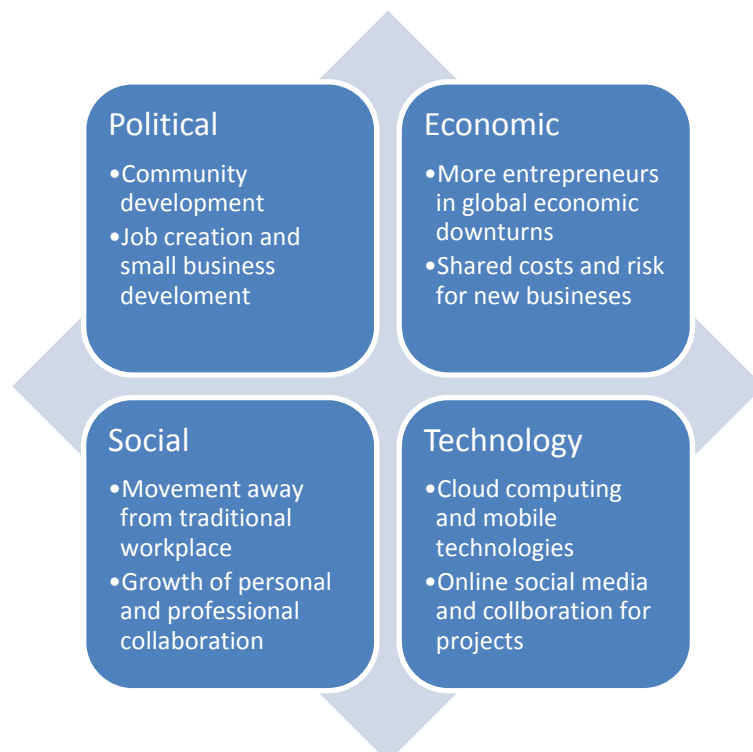 Political
•Community
development
•Job creation and
small business
develoment
Economic
•More entrepreneurs
in global economic
downturns
•Shared costs and risk
for new busineses
Social
•Movement away
from traditional
workplace
•Growth of personal
and professional
collaboration
Technology
•Cloud computing
and mobile
technologies
•Online social media
and collboration for
projects